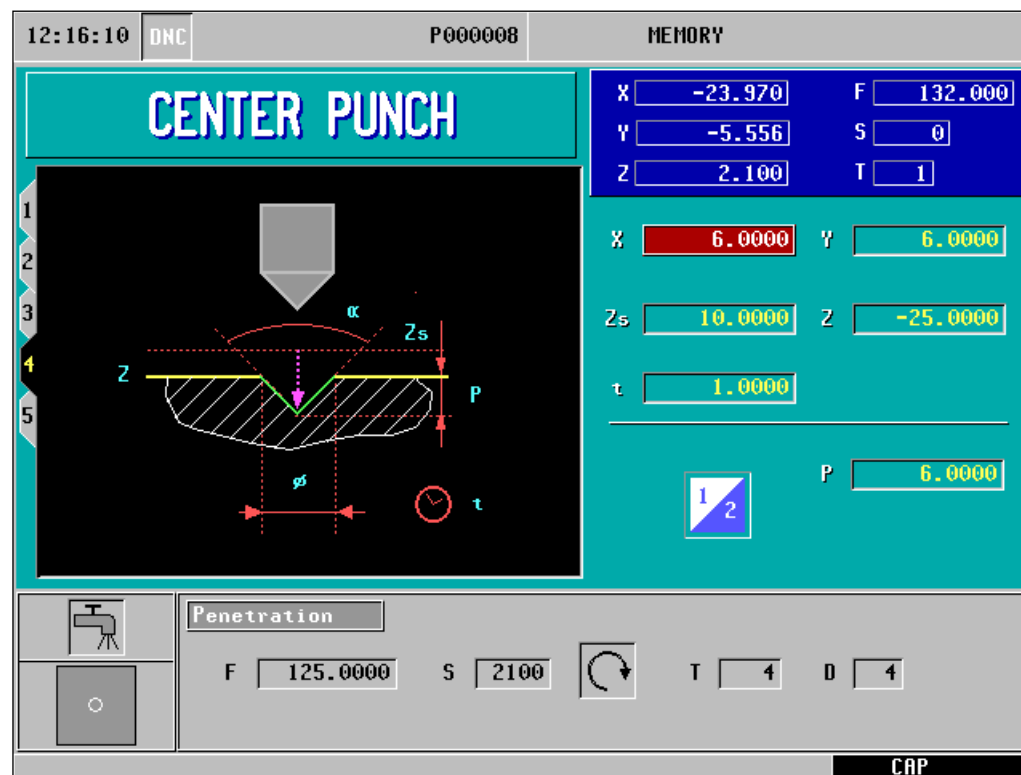 12:16:10 DNC P000008 MEMORY
CENTER PUNCH
X -23.970 F 132.000
Y -5.556 S 0
Z 2.100 T 1
1
2
3
4
5
α
Zs
Z
P
ø
t
X 6.0000 Y 6.0000
Zs 10.0000 Z -25.0000
t 1.0000
1 2
P 6.0000
Penetration
F 125.0000 S 2100 T 4 D 4
CAP